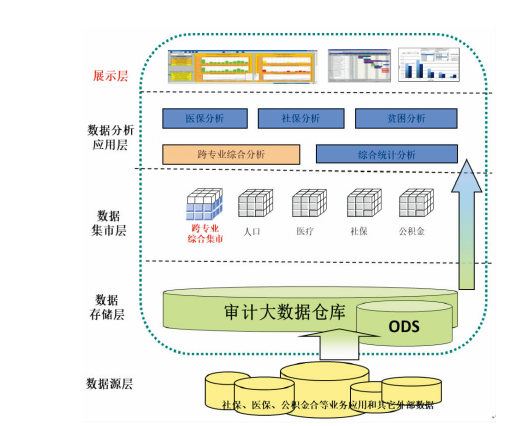 展示层
数据分析
应用层
医保分析
社保分析
贫困分析
跨专业综合分析
综合统计分析
数据
集市层
跨专业
综合集市
人口
医疗
社保
公积金
数据
存储层
审计大数据仓库
ODS
数据源层
社保、医保、公积金合等业务应用和其它外部数据